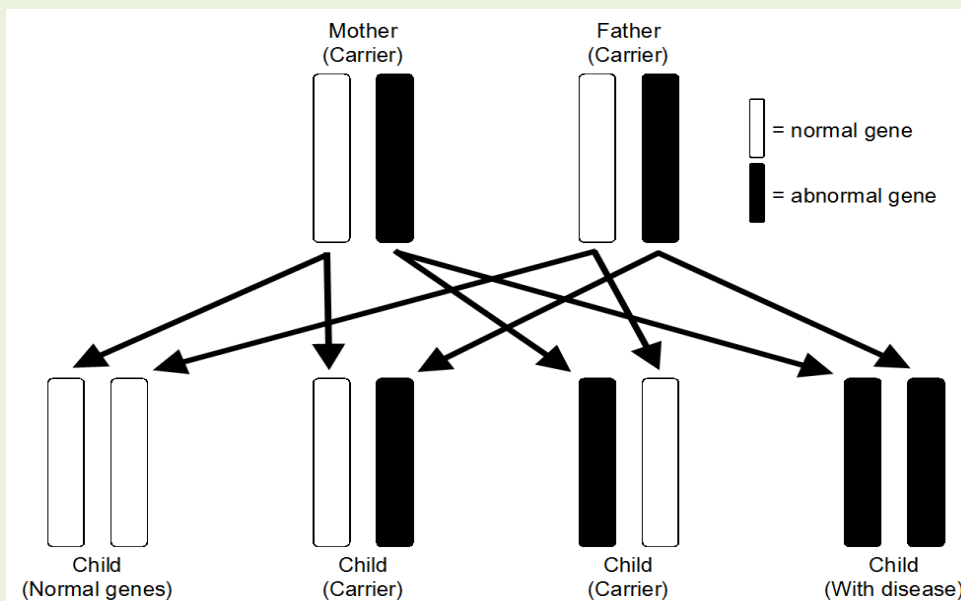 Mother
(Carrier)
Father
(Carrier)
= normal gene
= abnormal gene
Child
(Normal genes)
Child
(Carrier)
Child
(Carrier)
Child
(With disease)